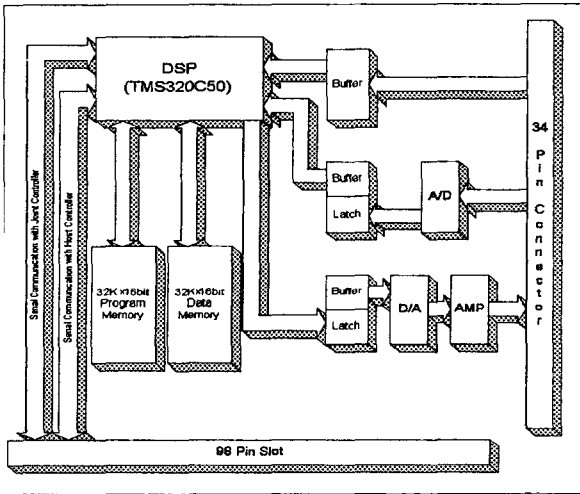 DSP
(TMS320C50)
Buffer
34 Pin Connector
Buffer
Latch
A/D
Serial Communication with Joint Controller
Serial Communication with Host Controller
32K×16bit
Program
Memory
32K×16bit
Data
Memory
Buffer
Latch
D/A
AMP
98 Pin Slot